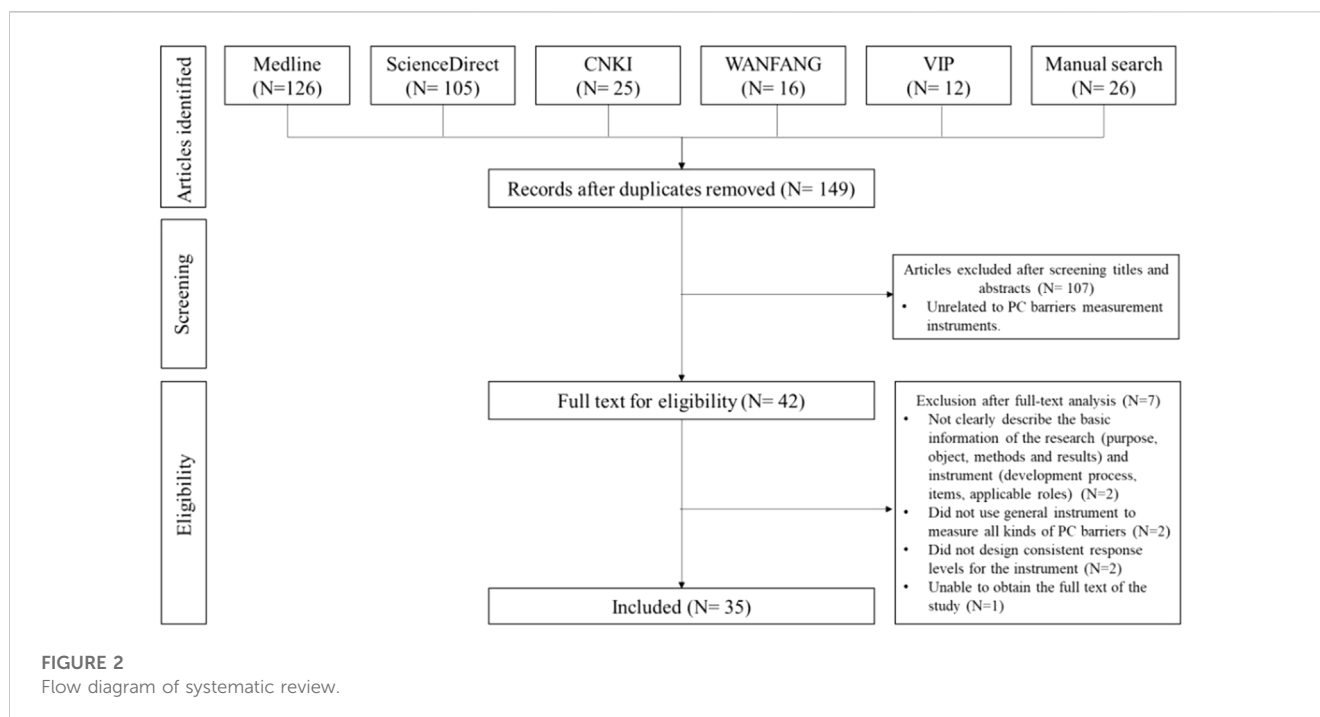 Articles identified
Medline
(N=126)
ScienceDirect
(N= 105)
CNKI
(N= 25)
WANFANG
(N= 16)
VIP
(N= 12)
Manual search
(N= 26)
Records after duplicates removed (N= 149)
Screening
Articles excluded after screening titles and
abstracts (N= 107)
• Unrelated to PC barriers measurement
instruments.
Eligibility
Full text for eligibility (N= 42)
Exclusion after full-text analysis (N=7)
• Not clearly describe the basic
information of the research (purpose,
object, methods and results) and
instrument (development process,
items, applicable roles) (N=2)
• Did not use general instrument to
measure all kinds of PC barriers (N=2)
• Did not design consistent response
levels for the instrument (N=2)
• Unable to obtain the full text of the
study (N=1)
Included (N= 35)
FIGURE 2
Flow diagram of systematic review.